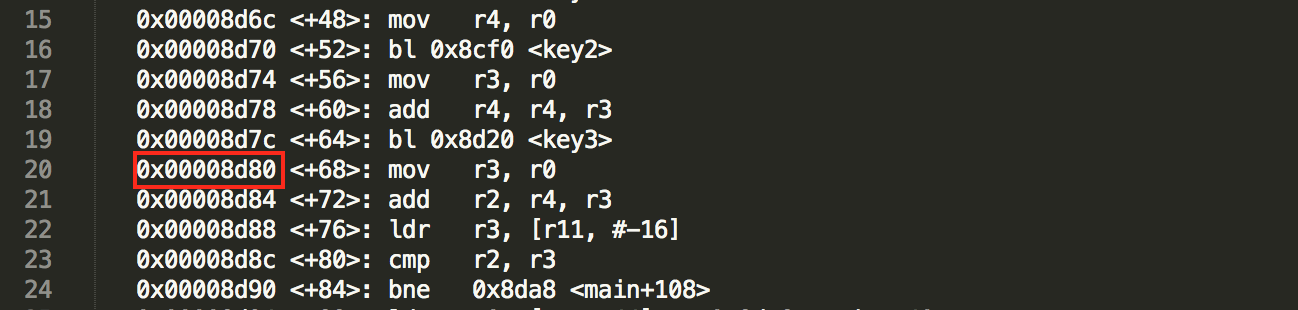 15 0x00008d6c <+48>: mov r4, r0
16 0x00008d70 <+52>: bl 0x8cf0 <key2>
17 0x00008d74 <+56>: mov r3, r0
18 0x00008d78 <+60>: add r4, r4, r3
19 0x00008d7c <+64>: bl 0x8d20 <key3>
20 0x00008d80 <+68>: mov r3, r0
21 0x00008d84 <+72>: add r2, r4, r3
22 0x00008d88 <+76>: ldr r3, [r11, #-16]
23 0x00008d8c <+80>: cmp r2, r3
24 0x00008d90 <+84>: bne 0x8da8 <main+108>